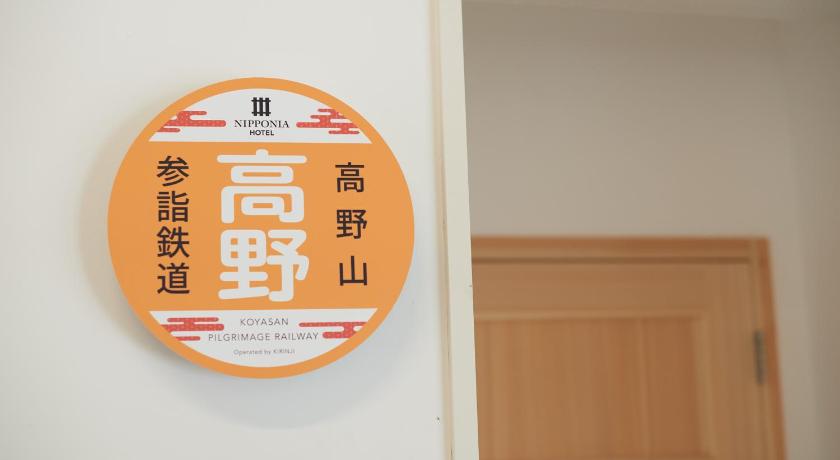 NIPPONIA
HOTEL
高野山
高野
参詣鉄道
KOYASAN
PILGRIMAGE RAILWAY
Operated by KIRINJI